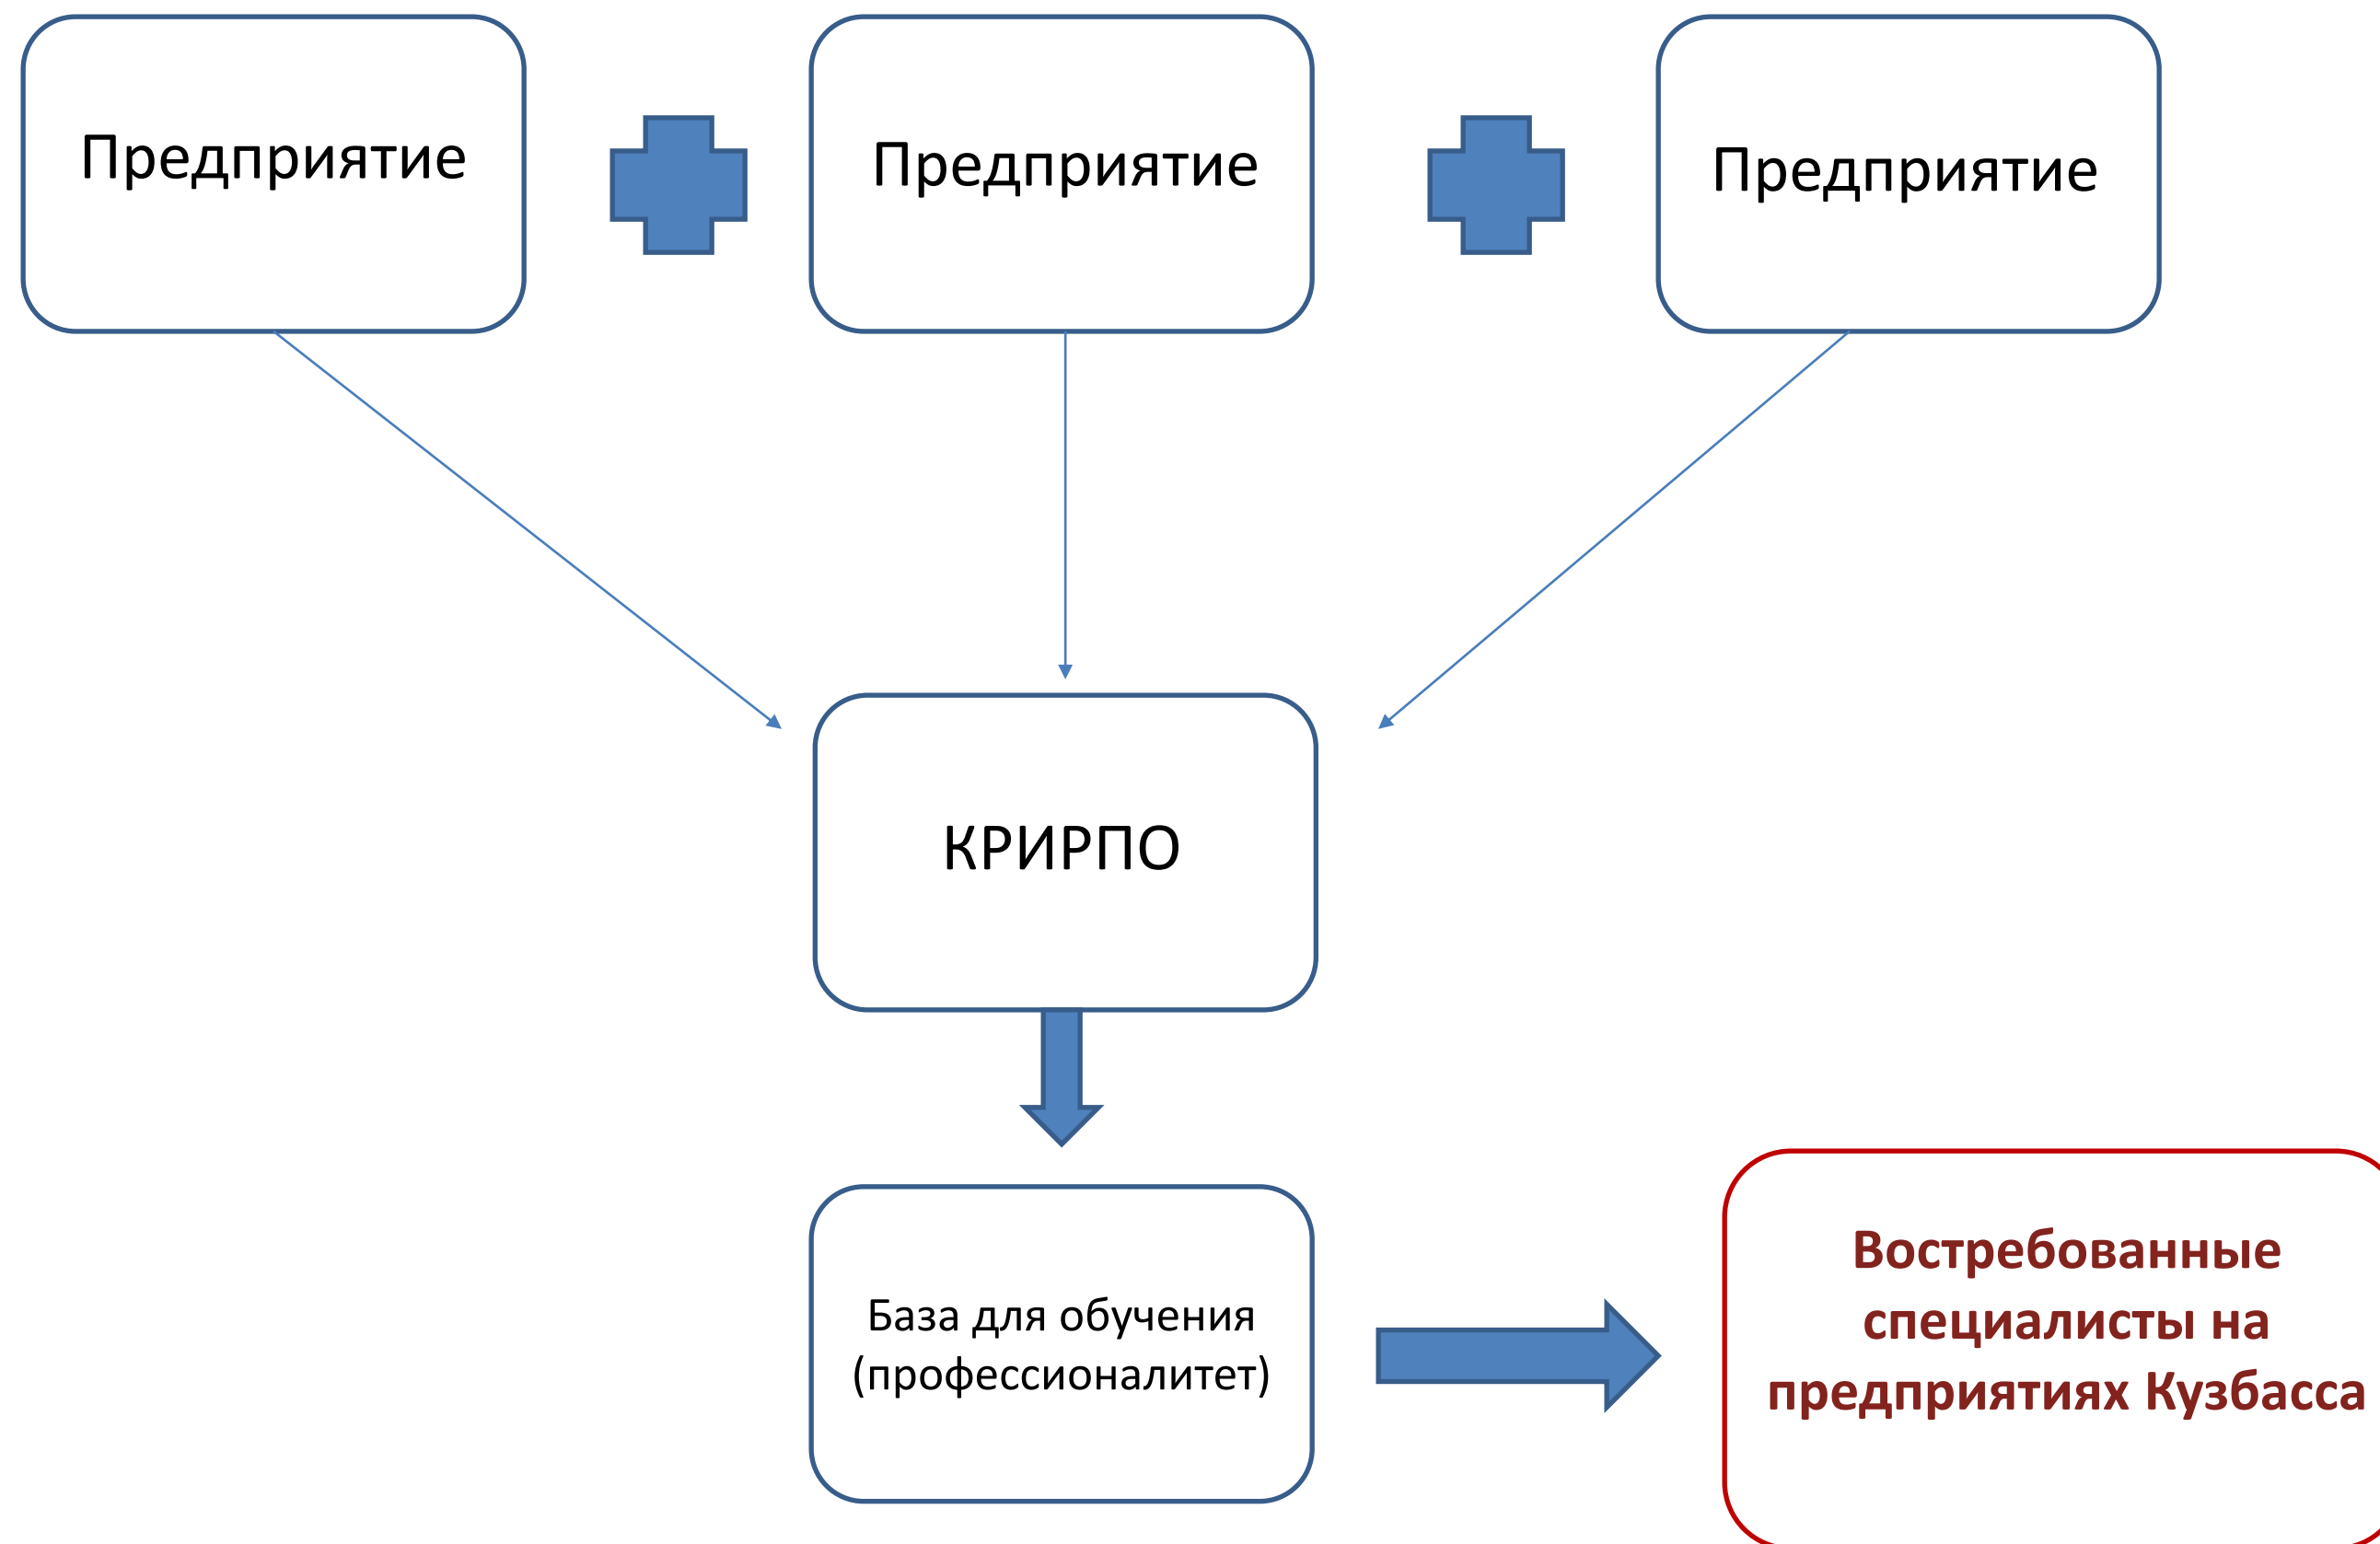 Предприятие
Предприятие
Предприятие
КРИРПО
База для обучения
(профессионалитет)
Востребованные
специалисты на
предприятиях Кузбасса